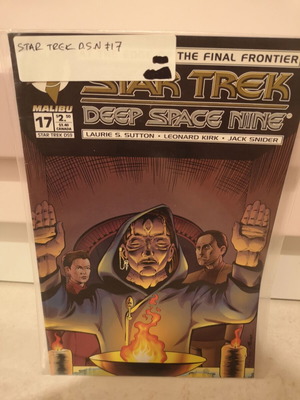 STAR TREK D.S.N #17
THE FINAL FRONTIER
STAR TREK
DEEP SPACE NINE
MALIBU
LAURIE S. SUTTON • LEONARD KIRK • JACK SNIDER
17
$2.50
CANADA
STAR TREK DS9